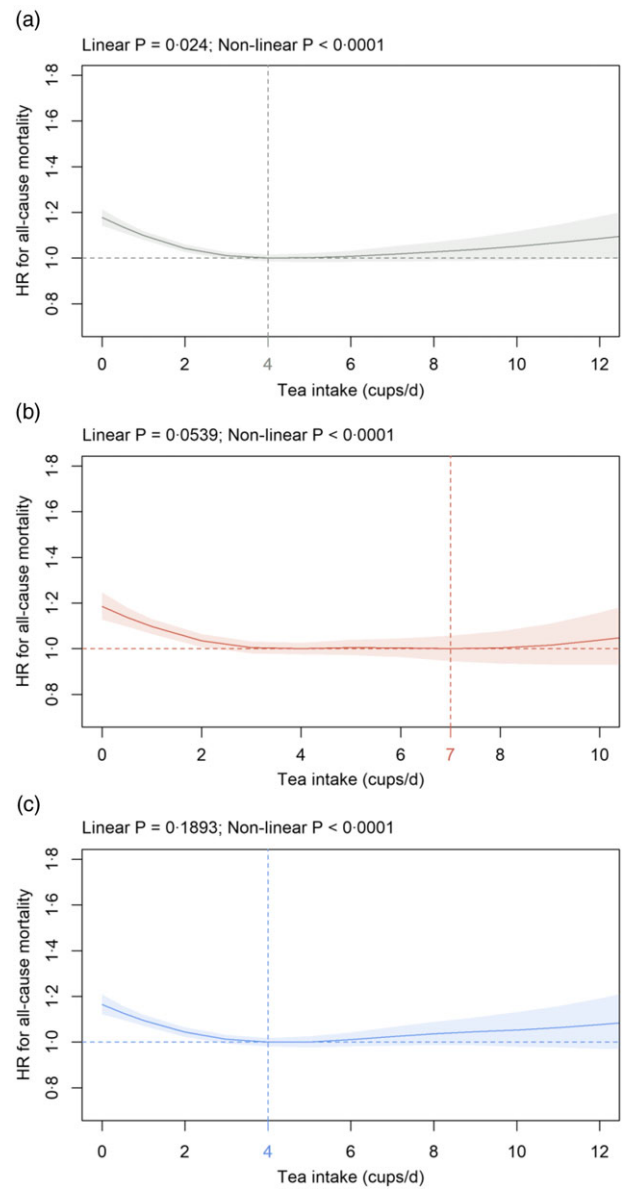 (a)
Linear P = 0·024; Non-linear P < 0·0001
HR for all-cause mortality
1·8
1·6
1·4
1·2
1·0
0·8
0 2 4 6 8 10 12
Tea intake (cups/d)
(b)
Linear P = 0·0539; Non-linear P < 0·0001
HR for all-cause mortality
1·8
1·6
1·4
1·2
1·0
0·8
0 2 4 6 7 8 10
Tea intake (cups/d)
(c)
Linear P = 0·1893; Non-linear P < 0·0001
HR for all-cause mortality
1·8
1·6
1·4
1·2
1·0
0·8
0 2 4 6 8 10 12
Tea intake (cups/d)